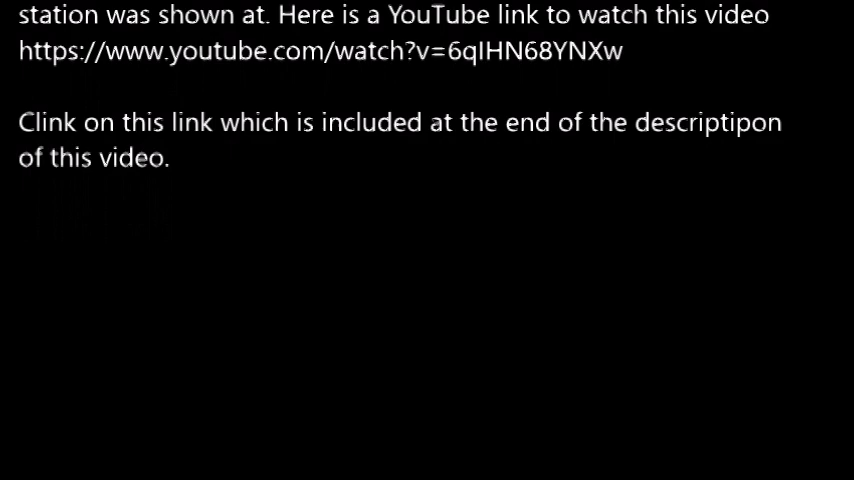 station was shown at. Here is a YouTube link to watch this video
https://www.youtube.com/watch?v=6qIHN68YNXw
Clink on this link which is included at the end of the descriptipon
of this video.